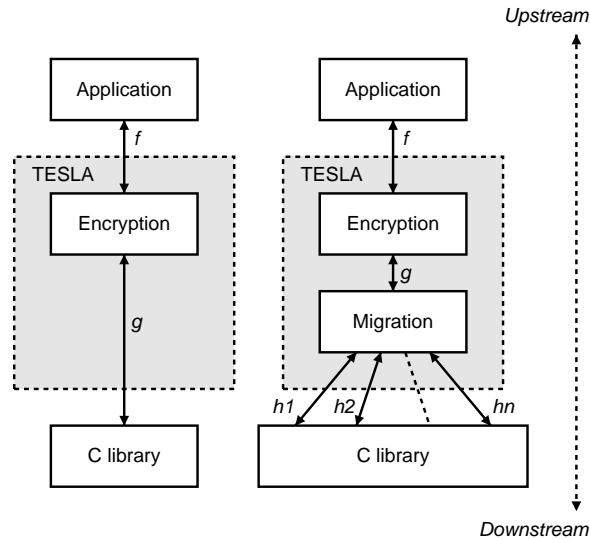 Upstream
Application
Application
f
f
TESLA
TESLA
Encryption
Encryption
g
g
Migration
h1
h2
hn
C library
C library
Downstream